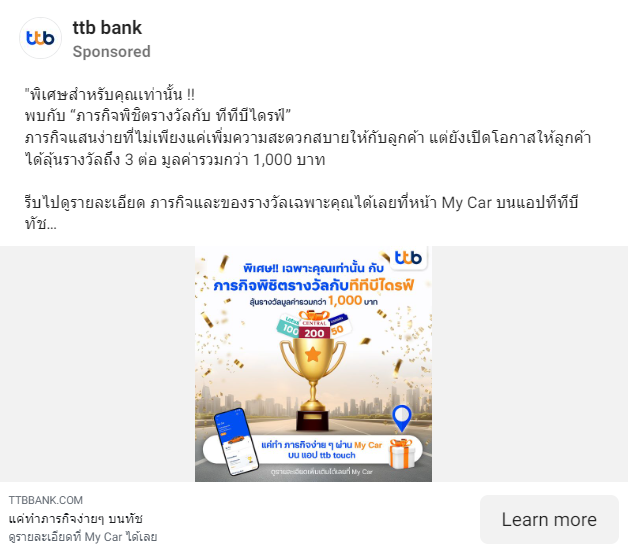 ttb bank
Sponsored
"พิเศษสำหรับคุณเท่านั้น !!
พบกับ “ภารกิจพิชิตรางวัลกับ ทีทีบีไดรฟ์”
ภารกิจแสนง่ายที่ไม่เพียงแค่เพิ่มความสะดวกสบายให้กับลูกค้า แต่ยังเปิดโอกาสให้ลูกค้า
ได้ลุ้นรางวัลถึง 3 ต่อ มูลค่ารวมกว่า 1,000 บาท
รีบไปดูรายละเอียด ภารกิจและของรางวัลเฉพาะคุณได้เลยที่หน้า My Car บนแอปทีทีบี
ทัช...
ttb
พิเศษ!! เฉพาะคุณเท่านั้น กับ
ภารกิจพิชิตรางวัลกับทีทีบีไดรฟ์
ลุ้นรางวัลมูลค่ารวมกว่า 1,000 บาท
CENTRAL
100 200 50
แค่ทำ ภารกิจง่าย ๆ ผ่าน My Car
บน แอป ttb touch
ดูรายละเอียดเพิ่มเติมได้เลยที่ My Car
TTBBANK.COM
แค่ทำภารกิจง่ายๆ บนทัช
ดูรายละเอียดที่ My Car ได้เลย
Learn more